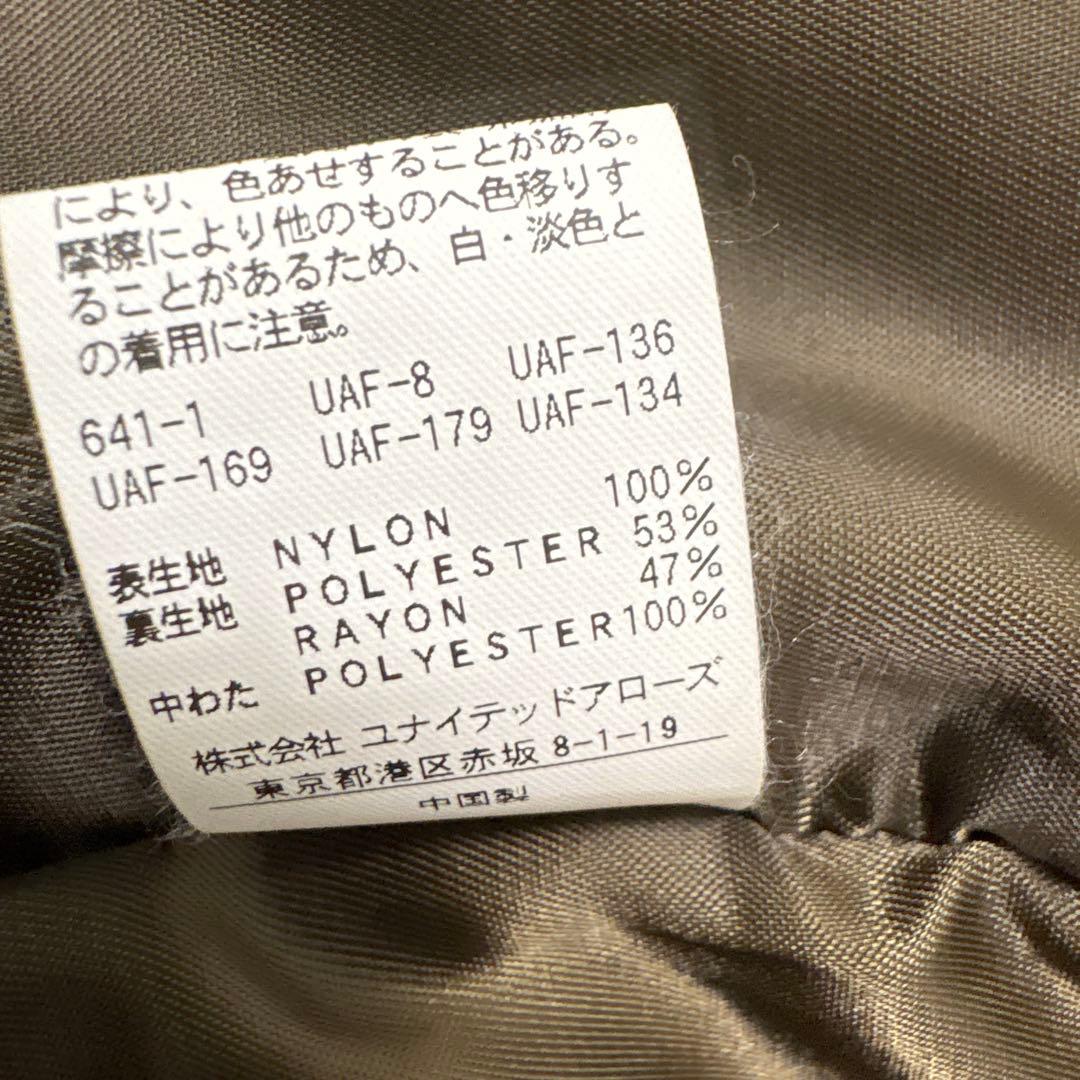 により、色あせすることがある。
摩擦により他のものへ色移りす
ることがあるため、白・淡色と
の着用に注意。
641-1 UAF-8 UAF-136
UAF-169 UAF-179 UAF-134
表生地 NYLON 100%
裏生地 POLYESTER 53%
RAYON 47%
中わた POLYESTER 100%
株式会社 ユナイテッドアローズ
東京都港区赤坂 8-1-19
中国製